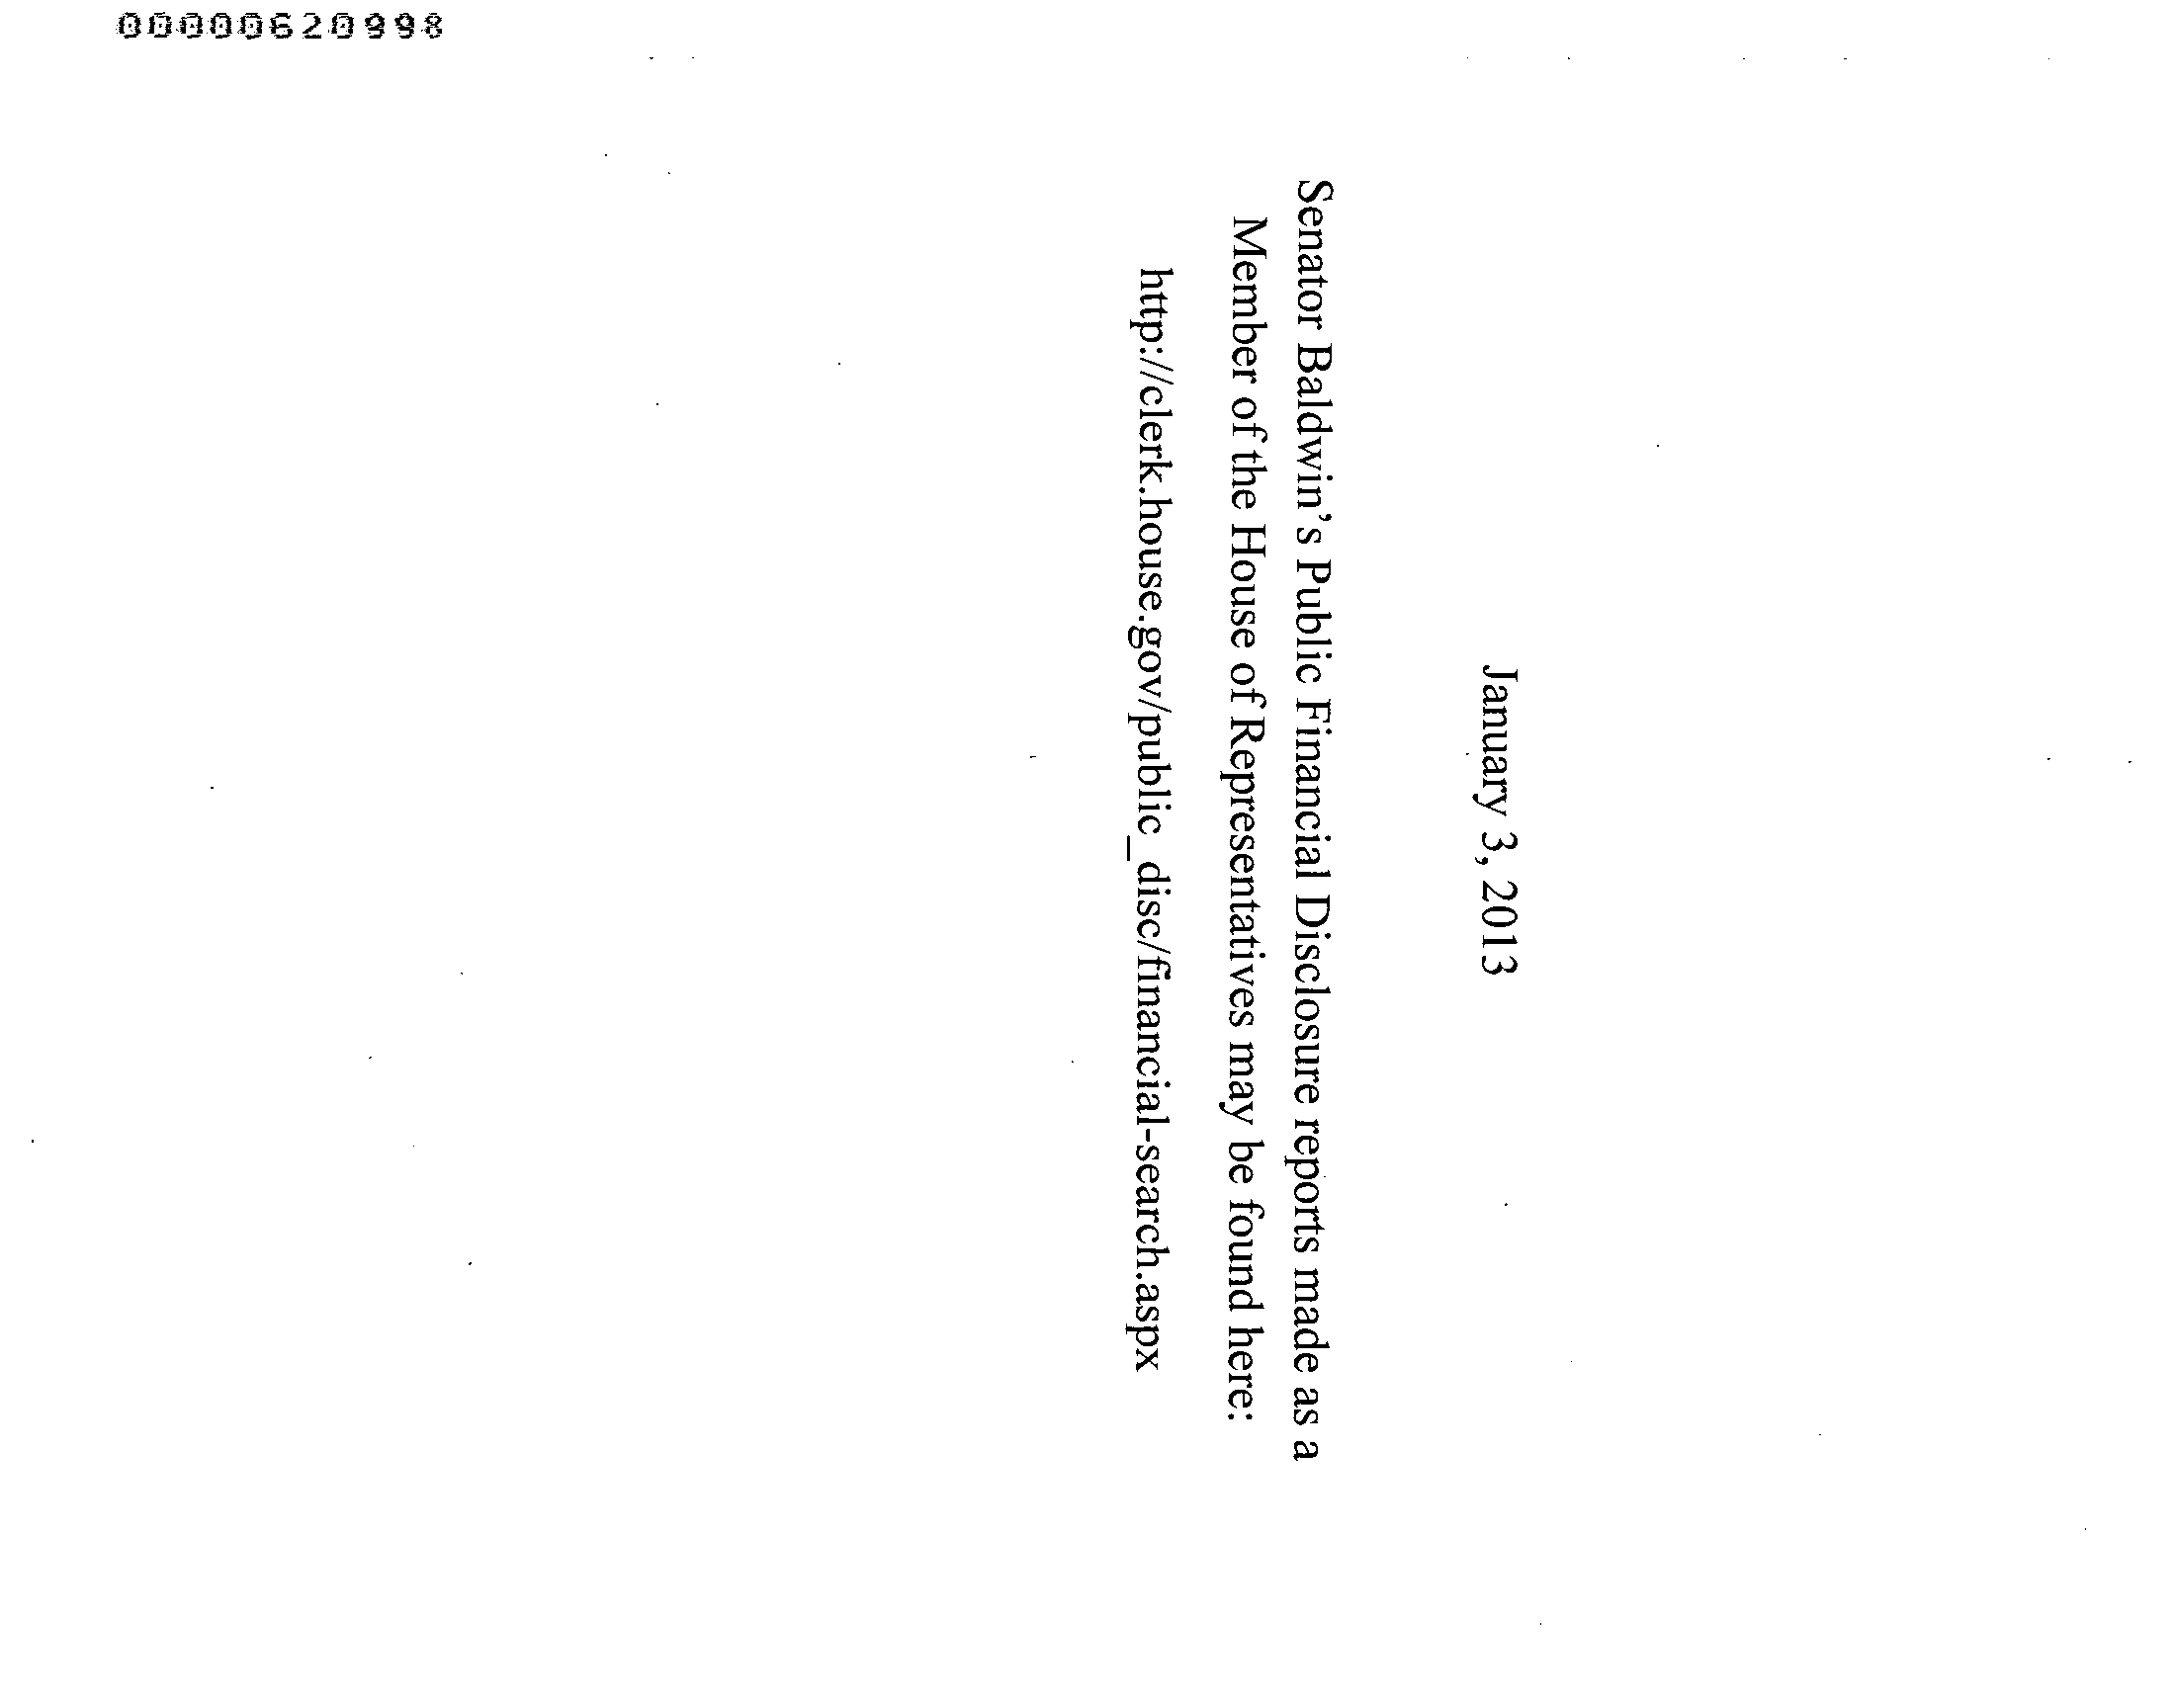 00000620998
January 3, 2013
Senator Baldwin's Public Financial Disclosure reports made as a
Member of the House of Representatives may be found here:
http://clerk.house.gov/public_disc/financial-search.aspx